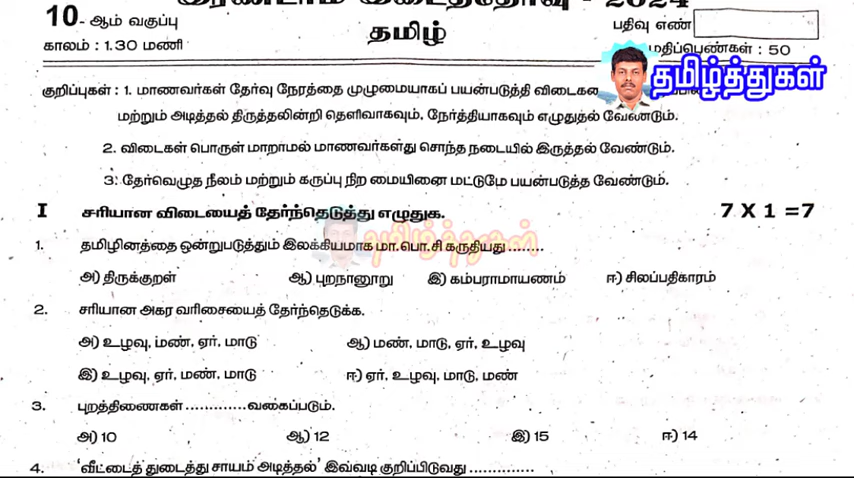 இரண்டாம் இடைத்தேர்வு - 2024
10-ஆம் வகுப்பு
தமிழ்
பதிவு எண்
காலம் : 1.30 மணி
மதிப்பெண்கள் : 50
தமிழ்த்துகள்
குறிப்புகள் : 1. மாணவர்கள் தேர்வு நேரத்தை முழுமையாகப் பயன்படுத்தி
மற்றும் அடித்தல் திருத்தலின்றி தெளிவாகவும், நேர்த்தியாகவும் எழுதுதல் வேண்டும்.
2. விடைகள் பொருள் மாறாமல் மாணவர்கள்து சொந்த நடையில் இருத்தல் வேண்டும்.
3. தேர்வெழுத நீலம் மற்றும் கருப்பு நிற மையினை மட்டுமே பயன்படுத்த வேண்டும்.
I சரியான விடையைத் தேர்ந்தெடுத்து எழுதுக. 7 X 1 = 7
தமிழ்த்துகள்
1. தமிழினத்தை ஒன்றுபடுத்தும் இலக்கியமாக மா.பொ.சி கருதியது ........
அ) திருக்குறள் ஆ) புறநானூறு இ) கம்பராமாயணம் ஈ) சிலப்பதிகாரம்
2. சரியான அகர வரிசையைத் தேர்ந்தெடுக்க.
அ) உழவு, மண், ஏர், மாடு ஆ) மண், மாடு, ஏர், உழவு
இ) உழவு, ஏர், மண், மாடு ஈ) ஏர், உழவு, மாடு, மண்
3. புறத்திணைகள் .............வகைப்படும்.
அ) 10 ஆ) 12 இ) 15 ஈ) 14
4. 'வீட்டைத் துடைத்து சாயம் அடித்தல்' இவ்வடி குறிப்பிடுவது ..............